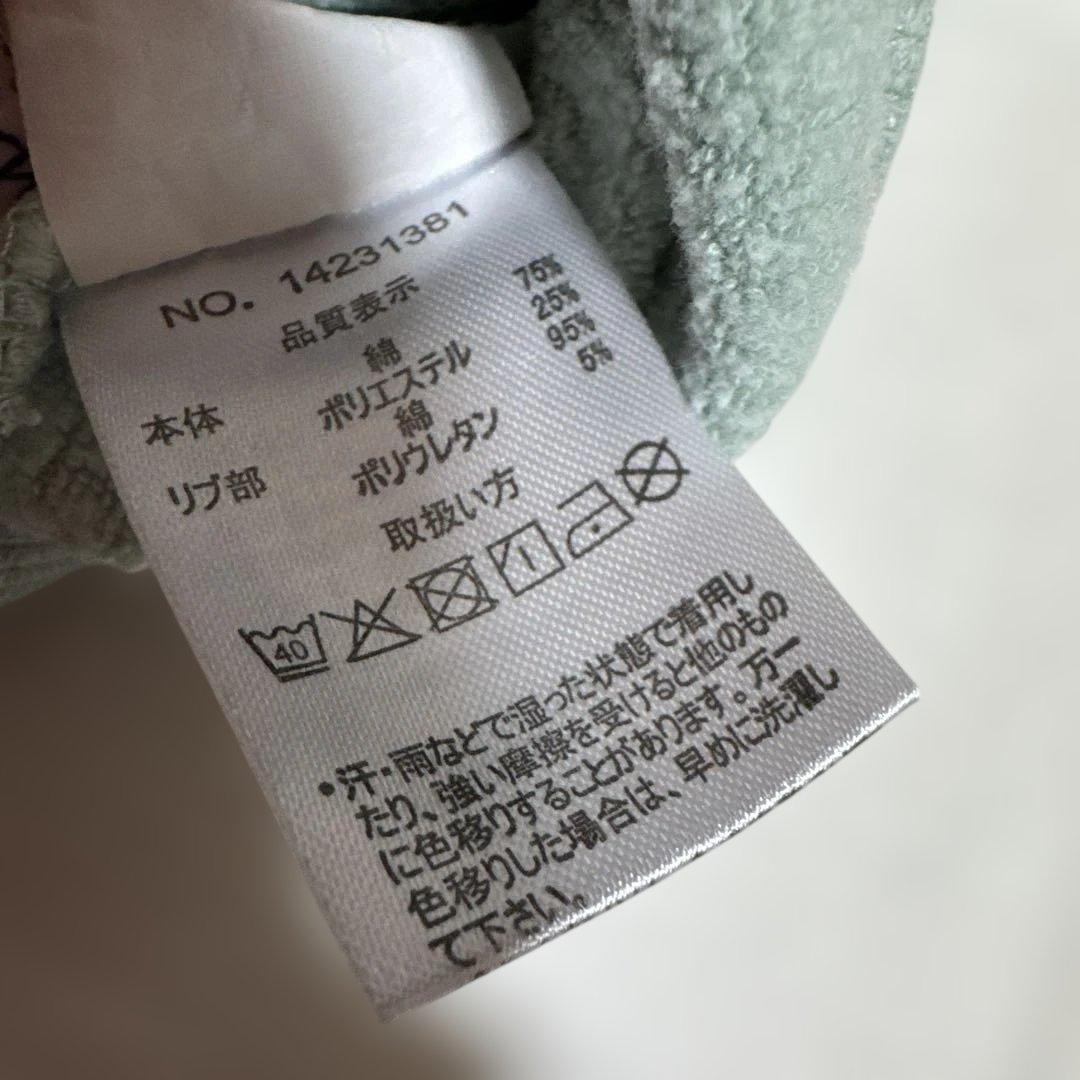 NO. 14231381
品質表示
本体 綿 75%
ポリエステル 25%
リブ部 綿 95%
ポリウレタン 5%
取扱い方
40
・汗・雨などで湿った状態で着用し
たり、強い摩擦を受けると他のもの
に色移りすることがあります。万一
色移りした場合は、早めに洗濯し
て下さい。